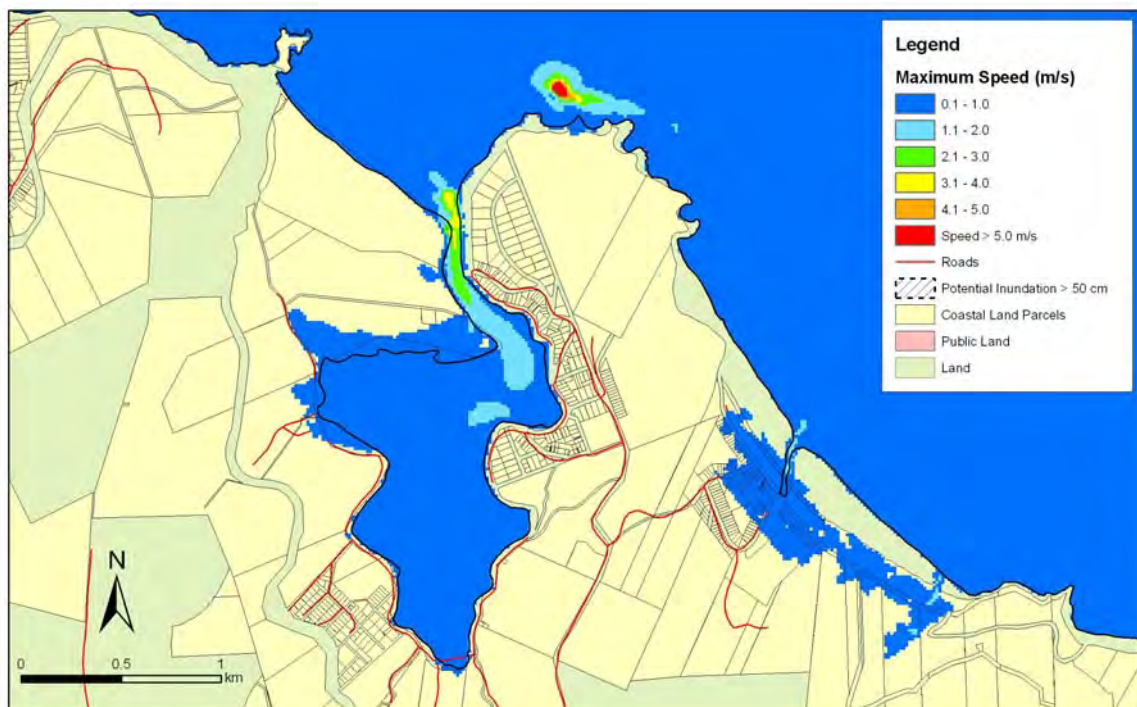 Legend
Maximum Speed (m/s)
0.1 - 1.0
1.1 - 2.0
2.1 - 3.0
3.1 - 4.0
4.1 - 5.0
Speed > 5.0 m/s
Roads
Potential Inundation > 50 cm
Coastal Land Parcels
Public Land
Land
N
0 0.5 1
km